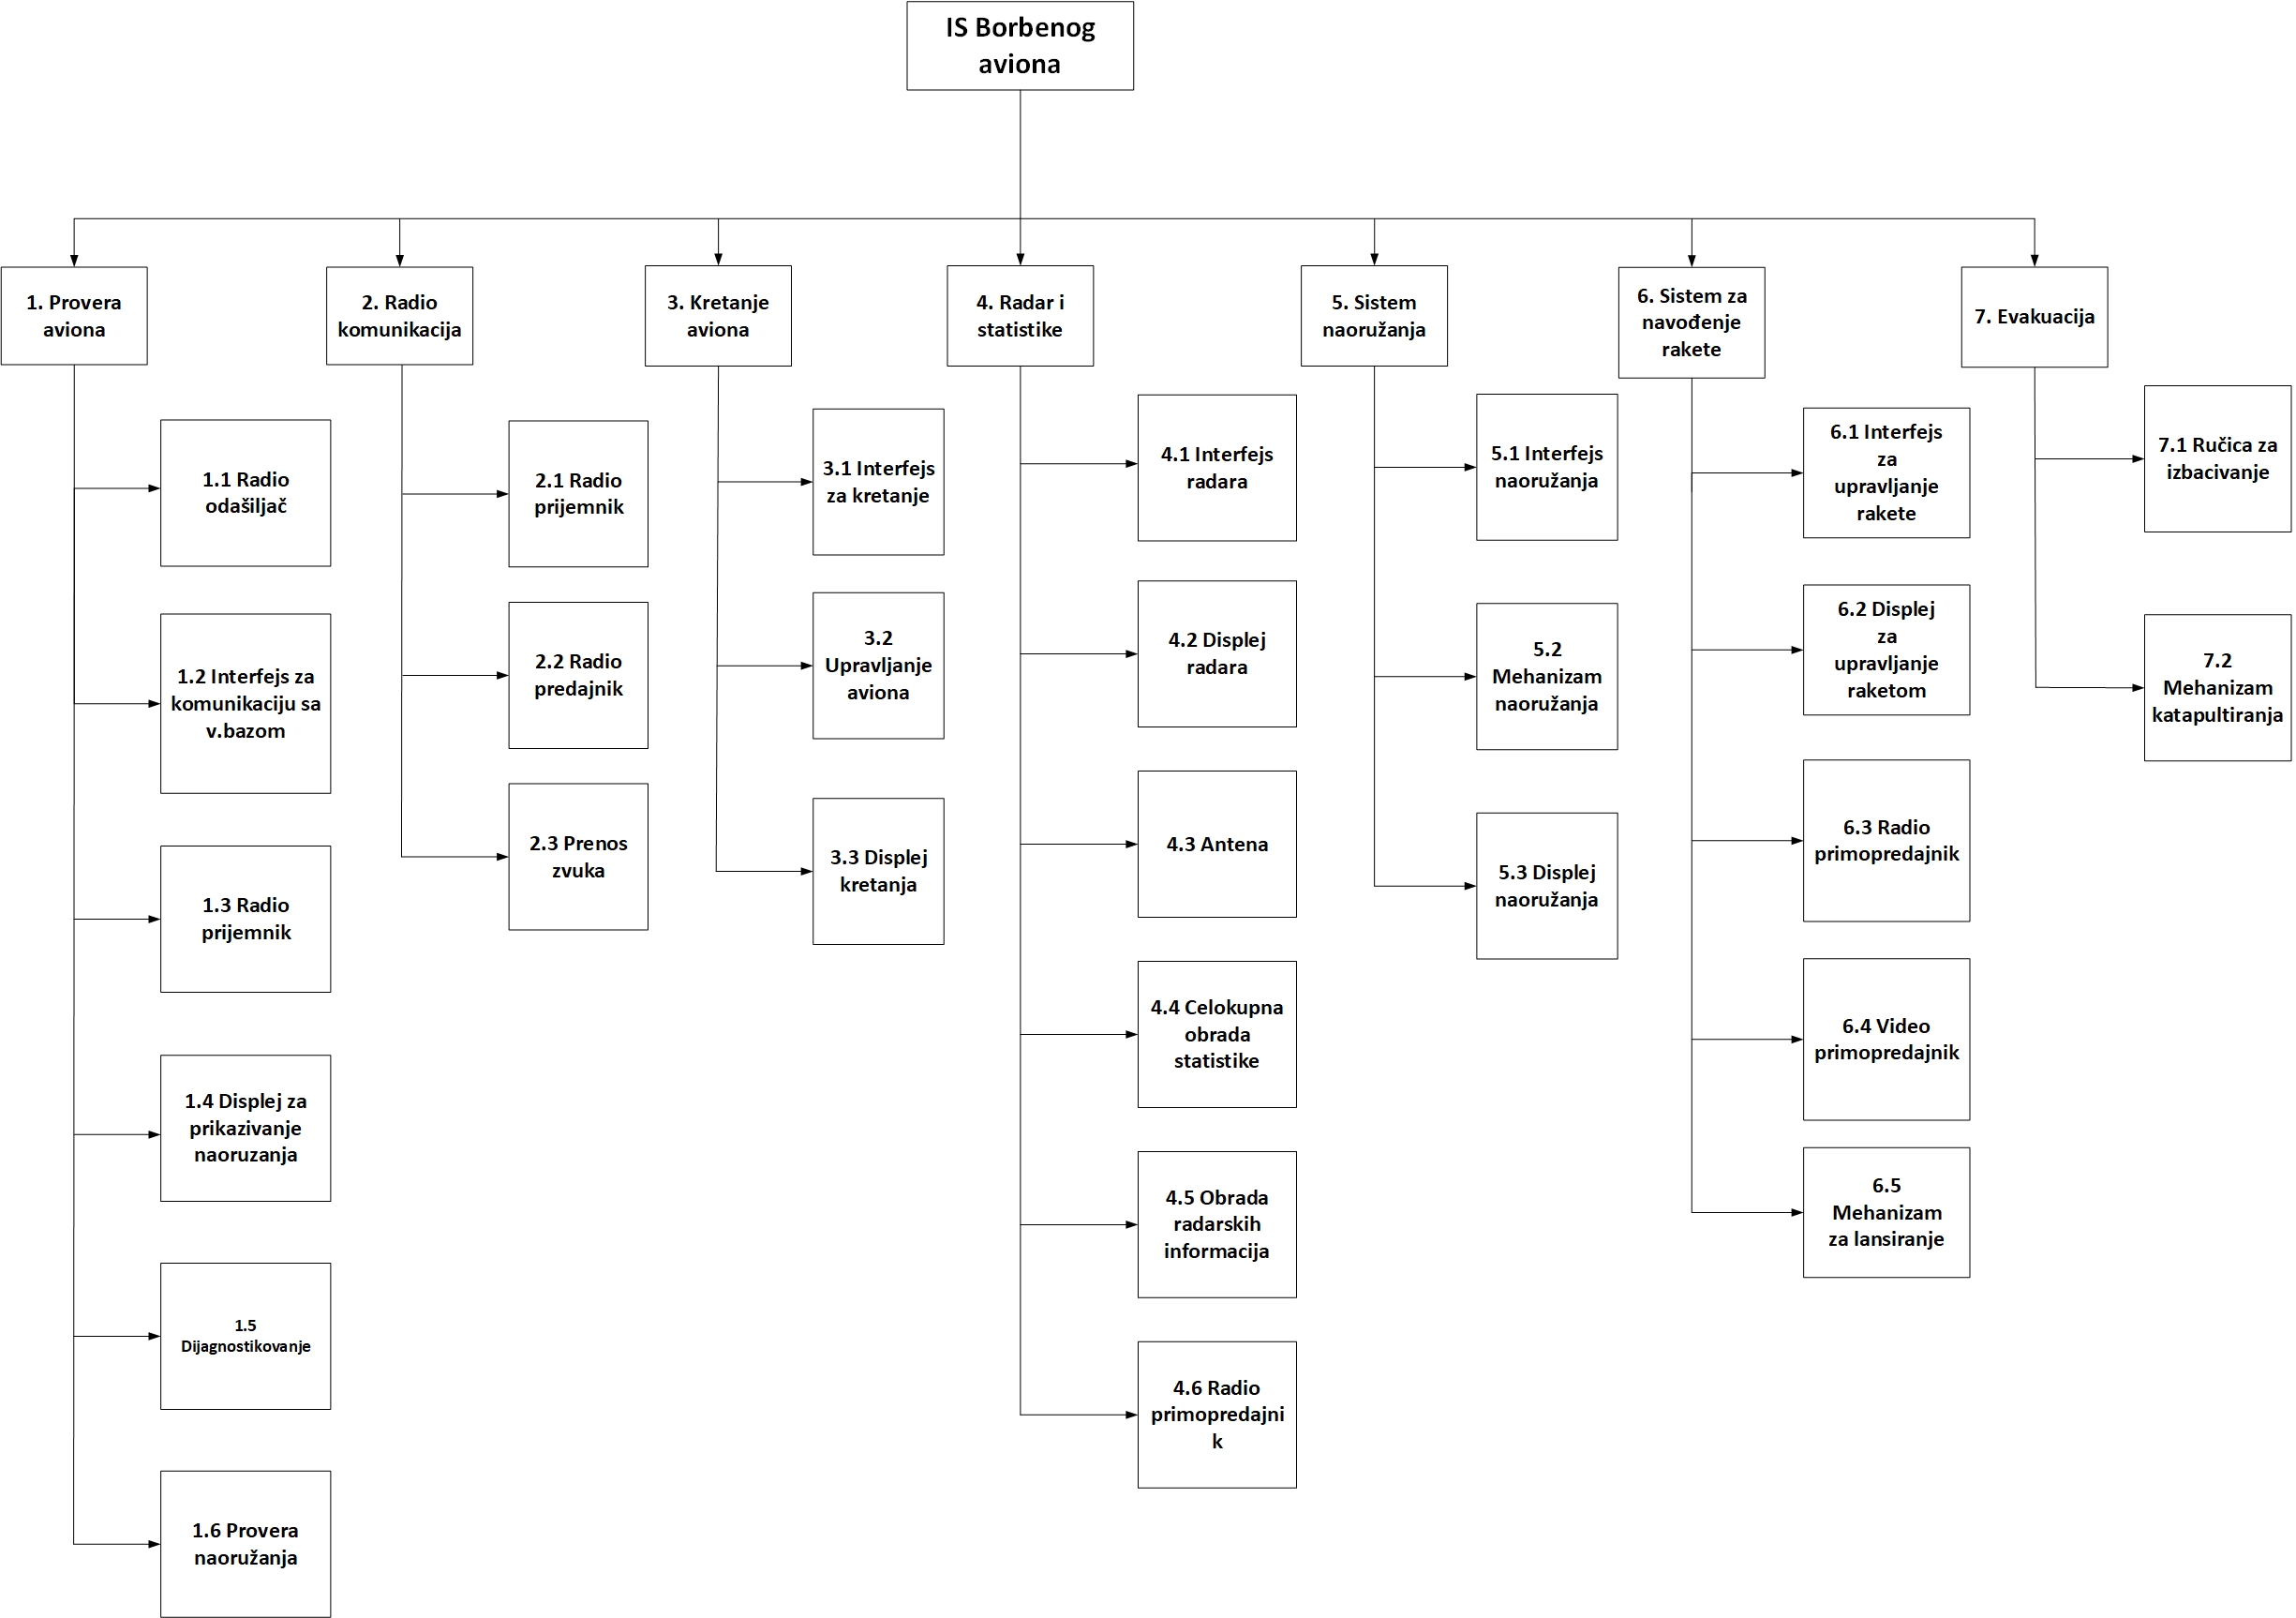 IS Borbenog
aviona
1. Provera
aviona
2. Radio
komunikacija
3. Kretanje
aviona
4. Radar i
statistike
5. Sistem
naoružanja
6. Sistem za
navođenje
rakete
7. Evakuacija
1.1 Radio
odašiljač
1.2 Interfejs za
komunikaciju sa
v.bazom
1.3 Radio
prijemnik
1.4 Displej za
prikazivanje
naoruzanja
1.5
Dijagnostikovanje
1.6 Provera
naoružanja
2.1 Radio
prijemnik
2.2 Radio
predajnik
2.3 Prenos
zvuka
3.1 Interfejs
za kretanje
3.2
Upravljanje
aviona
3.3 Displej
kretanja
4.1 Interfejs
radara
4.2 Displej
radara
4.3 Antena
4.4 Celokupna
obrada
statistike
4.5 Obrada
radarskih
informacija
4.6 Radio
primopredajni
k
5.1 Interfejs
naoružanja
5.2
Mehanizam
naoružanja
5.3 Displej
naoružanja
6.1 Interfejs
za
upravljanje
rakete
6.2 Displej
za
upravljanje
raketom
6.3 Radio
primopredajnik
6.4 Video
primopredajnik
6.5
Mehanizam
za lansiranje
7.1 Ručica za
izbacivanje
7.2
Mehanizam
katapultiranja